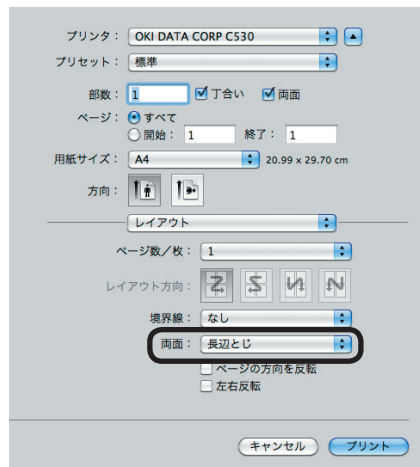 プリンタ： OKI DATA CORP C530
プリセット： 標準
部数： 1 丁合い 両面
ページ： すべて
開始： 1 終了： 1
用紙サイズ： A4 20.99 x 29.70 cm
方向：
レイアウト
ページ数／枚： 1
レイアウト方向：
境界線： なし
両面： 長辺とじ
ページの方向を反転
左右反転
キャンセル プリント